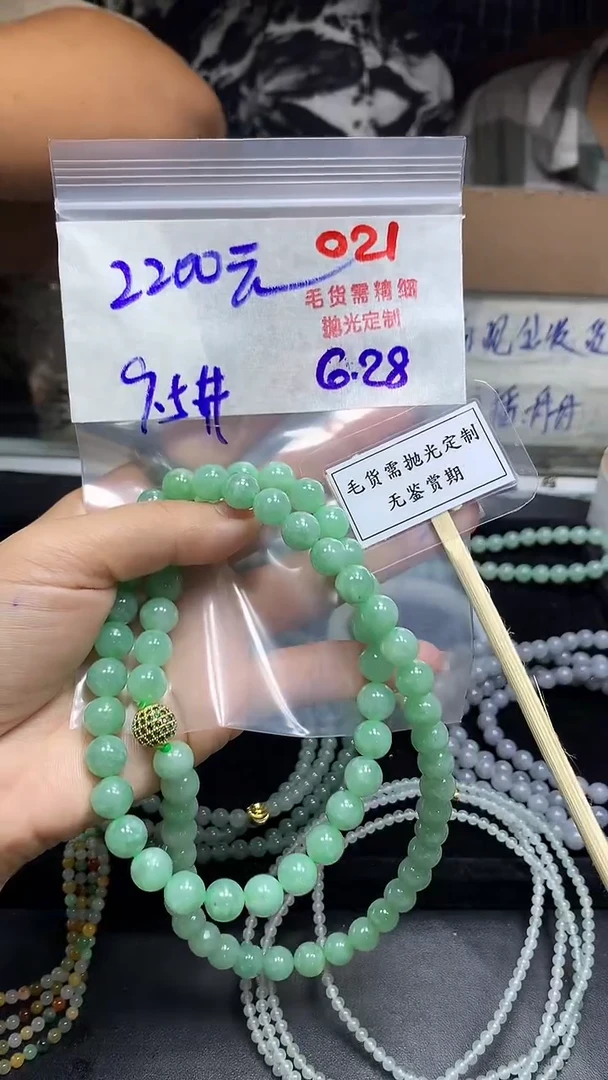 2200元
021
毛货需精细
抛光定制
9.5#
6.28
毛货需抛光定制
无鉴赏期